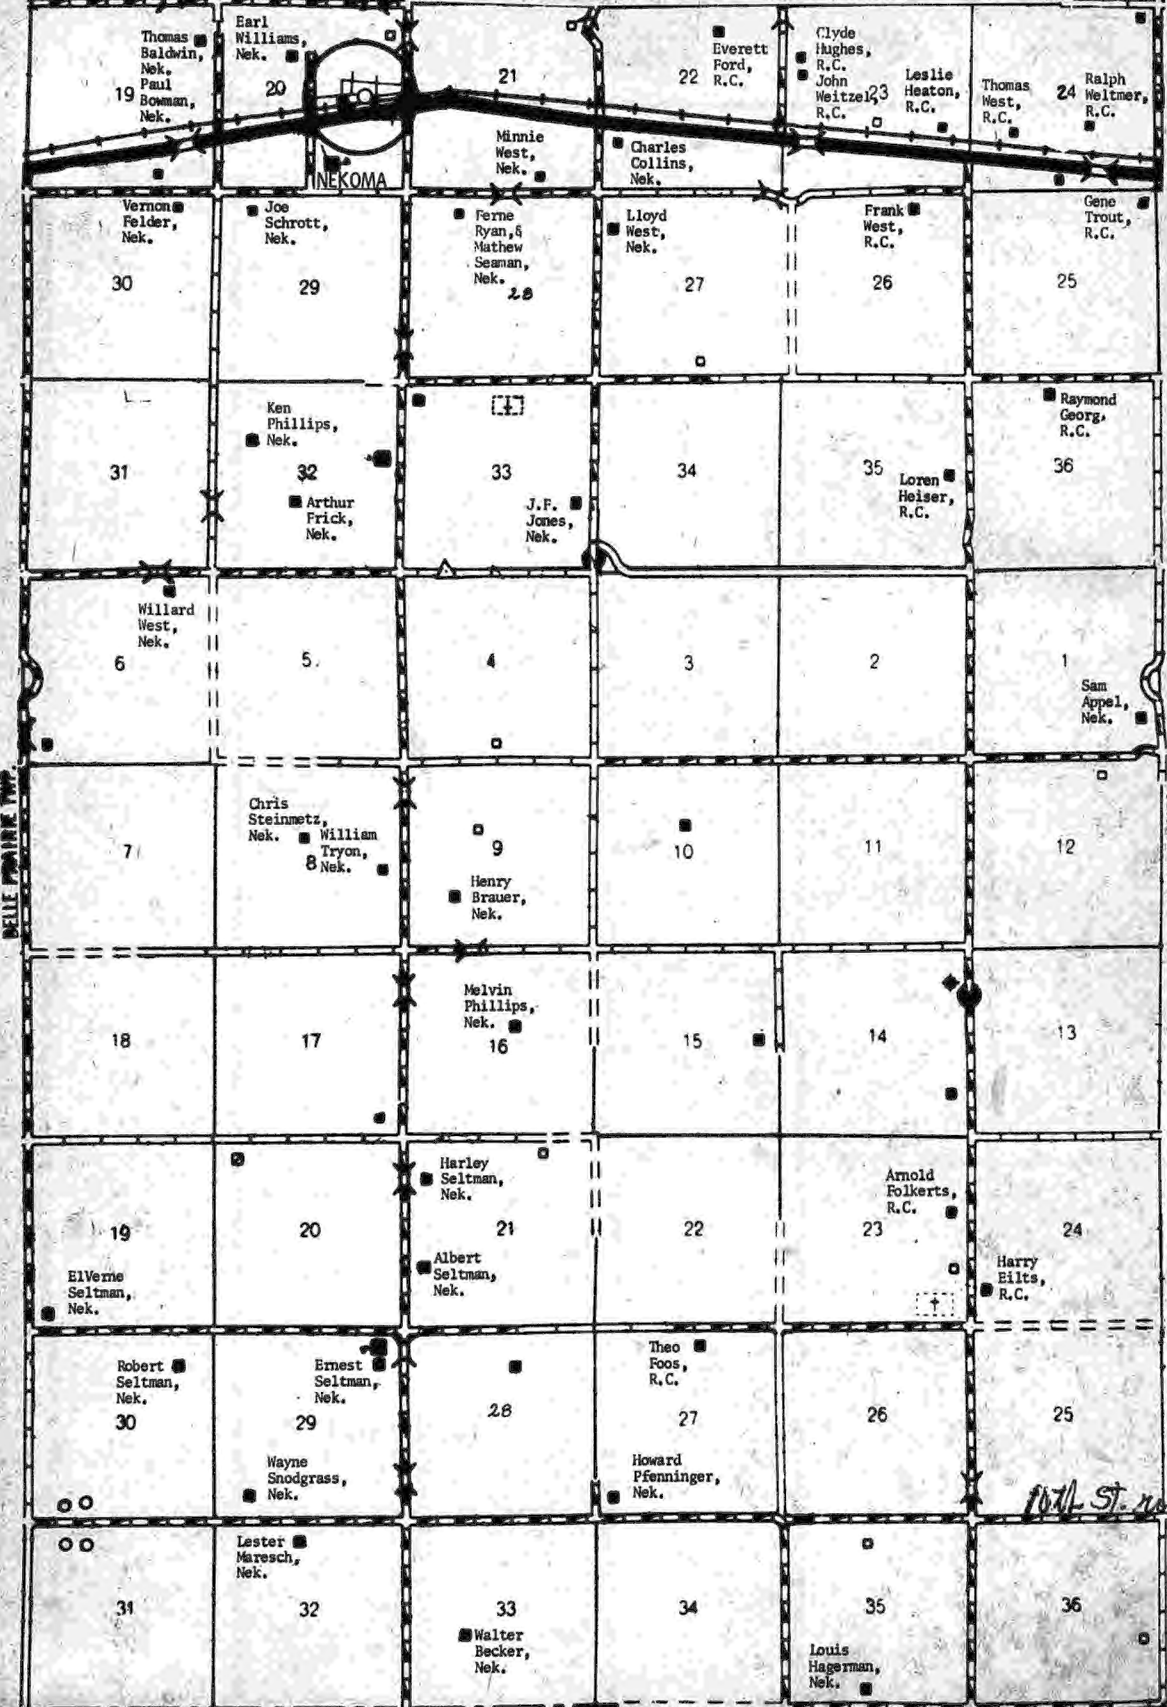 Thomas
Baldwin,
Nek.
Paul
Bowman,
Nek.
19
Earl
Williams,
Nek.
20
21
Everett
Ford,
R.C.
22
Clyde
Hughes,
R.C.
John
Weitzel,
R.C.
23
Leslie
Heaton,
R.C.
Thomas
West,
R.C.
24
Ralph
Weltmer,
R.C.
Minnie
West,
Nek.
Charles
Collins,
Nek.
NEKOMA
Vernon
Felder,
Nek.
30
Joe
Schrott,
Nek.
29
Ferne
Ryan,&
Mathew
Seaman,
Nek.
28
Lloyd
West,
Nek.
27
Frank
West,
R.C.
26
Gene
Trout,
R.C.
25
31
Ken
Phillips,
Nek.
32
Arthur
Frick,
Nek.
33
J.F.
Jones,
Nek.
34
35
Loren
Heiser,
R.C.
Raymond
Georg,
R.C.
36
Willard
West,
Nek.
6
5
4
3
2
1
Sam
Appel,
Nek.
BELLE PRAIRIE TWP.
7
Chris
Steinmetz,
Nek.
William
Tryon,
Nek.
8
9
Henry
Brauer,
Nek.
10
11
12
18
17
Melvin
Phillips,
Nek.
16
15
14
13
19
ElVerne
Seltman,
Nek.
20
Harley
Seltman,
Nek.
21
Albert
Seltman,
Nek.
22
Arnold
Folkerts,
R.C.
23
24
Harry
Eilts,
R.C.
Robert
Seltman,
Nek.
30
Ernest
Seltman,
Nek.
29
Wayne
Snodgrass,
Nek.
28
Theo
Foos,
R.C.
27
Howard
Pfenninger,
Nek.
26
25
10th St.
31
Lester
Maresch,
Nek.
32
33
Walter
Becker,
Nek.
34
35
Louis
Hagerman,
Nek.
36